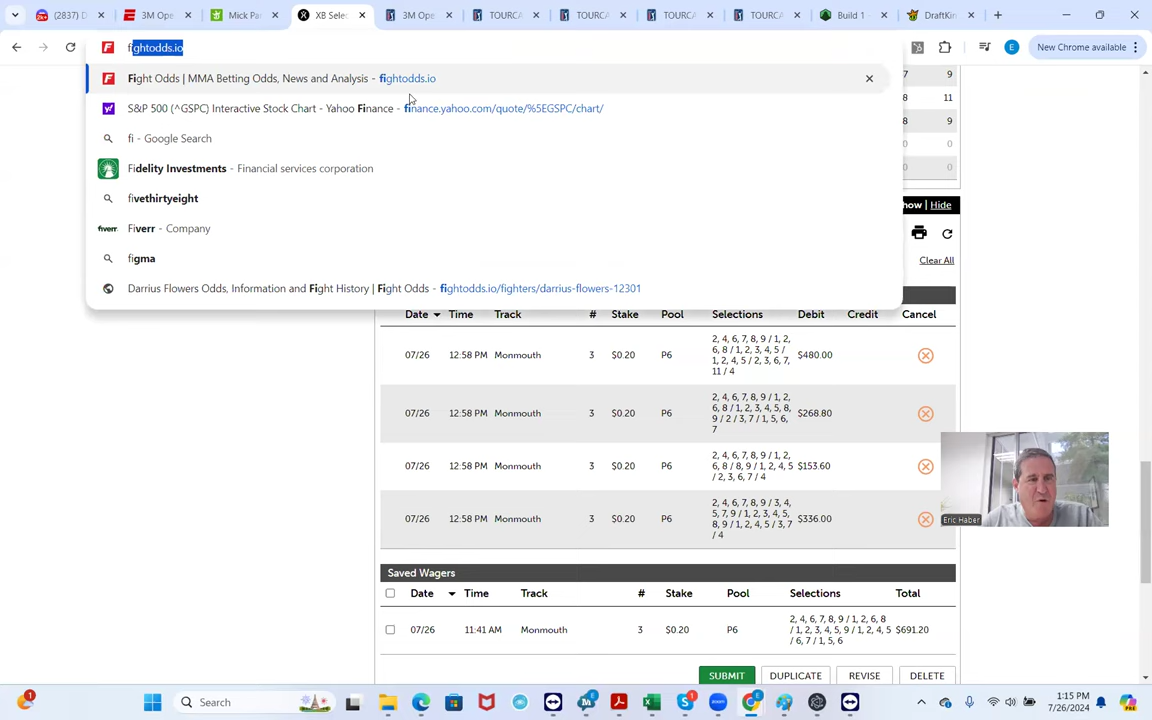 (2837) D
3M Ope
Mick Pa
XB Sele
3M Ope
TOURCA
TOURCA
TOURCA
TOURCA
Build 1
DraftKin
fightodds.io
New Chrome available
Fight Odds | MMA Betting Odds, News and Analysis - fightodds.io
S&P 500 (^GSPC) Interactive Stock Chart - Yahoo Finance - finance.yahoo.com/quote/%5EGSPC/chart/
fi - Google Search
Fidelity Investments - Financial services corporation
fivethirtyeight
Fiverr - Company
figma
Darrius Flowers Odds, Information and Fight History | Fight Odds - fightodds.io/fighters/darrius-flowers-12301
7 9
8 11
8 9
0 0
0 0
how | Hide
Clear All
Date Time Track # Stake Pool Selections Debit Credit Cancel
07/26 12:58 PM Monmouth 3 $0.20 P6 2, 4, 6, 7, 8, 9 / 1, 2, $480.00
6, 8 / 1, 2, 3, 4, 5 /
1, 2, 4, 5 / 2, 3, 6, 7,
11 / 4
07/26 12:58 PM Monmouth 3 $0.20 P6 2, 4, 6, 7, 8, 9 / 1, 2, $268.80
6, 8 / 1, 2, 3, 4, 5, 8,
9 / 2 / 3, 7 / 1, 5, 6,
7
07/26 12:58 PM Monmouth 3 $0.20 P6 2, 4, 6, 7, 8, 9 / 1, 2, $153.60
6, 8 / 8, 9 / 1, 2, 4, 5
/ 2, 3, 6, 7 / 4
07/26 12:58 PM Monmouth 3 $0.20 P6 2, 4, 6, 7, 8, 9 / 3, 4, $336.00
5, 7, 9 / 1, 2, 3, 4, 5,
8, 9 / 1, 2, 4, 5 / 3, 7
/ 4
Eric Haber
Saved Wagers
Date Time Track # Stake Pool Selections Total
07/26 11:41 AM Monmouth 3 $0.20 P6 2, 4, 6, 7, 8, 9 / 1, 2, 6, 8 $691.20
/ 1, 2, 3, 4, 5, 9 / 1, 2, 4, 5
/ 6, 7 / 1, 5, 6
SUBMIT DUPLICATE REVISE DELETE
Search
1:15 PM
7/26/2024